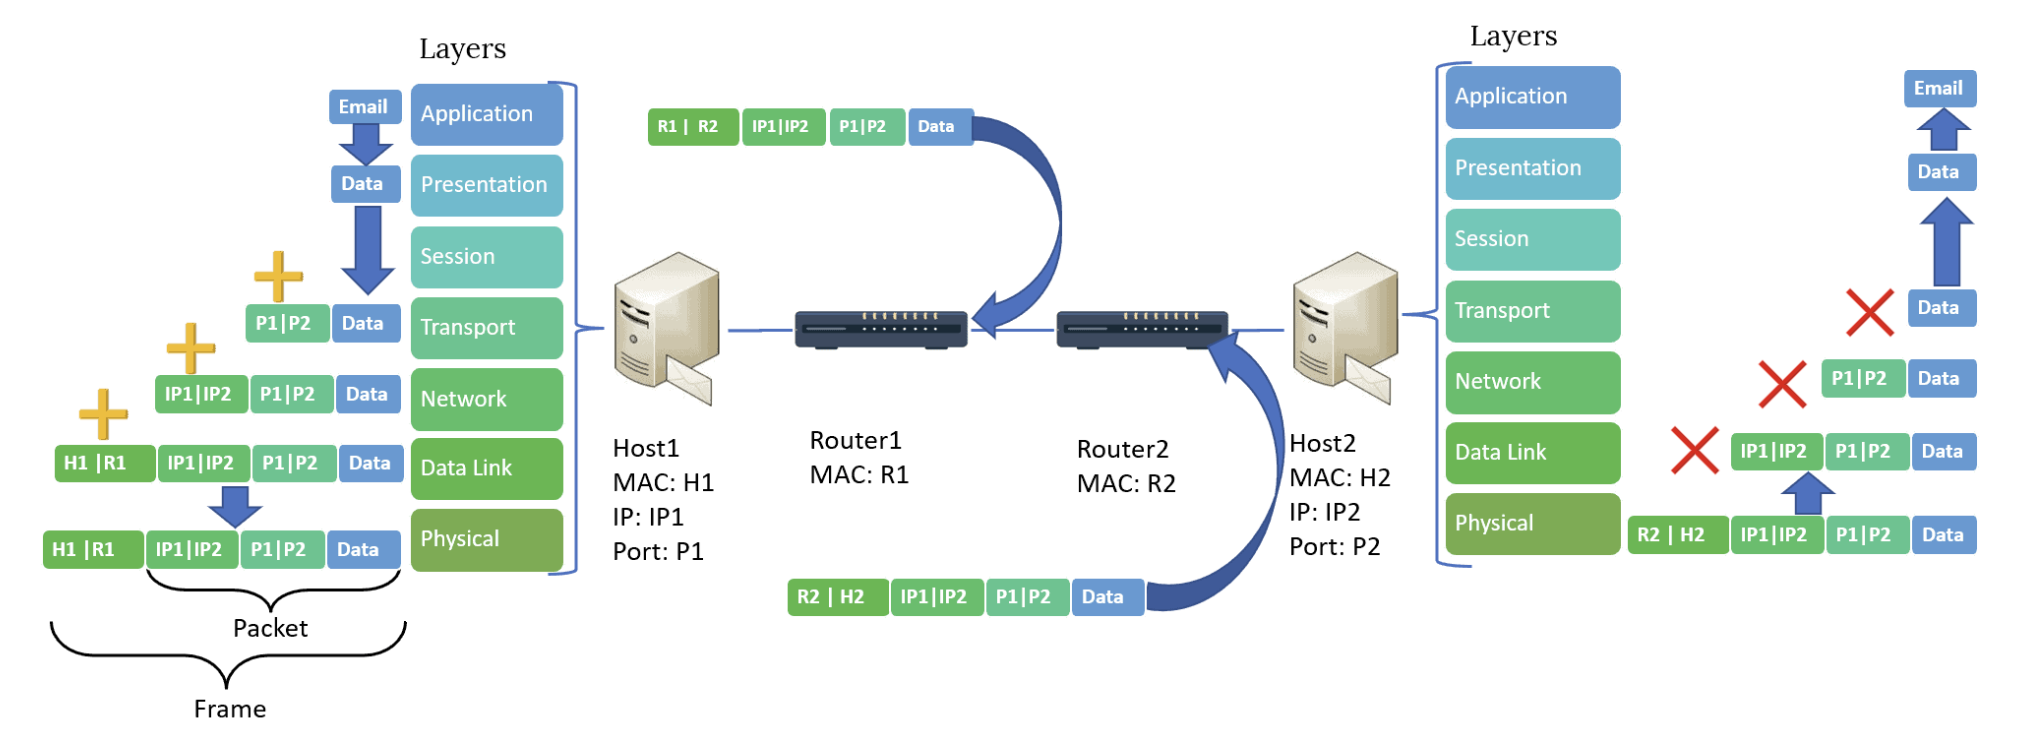 Layers
Email
Application
Data
Presentation
Session
P1|P2 Data
Transport
IP1|IP2 P1|P2 Data
Network
H1 |R1 IP1|IP2 P1|P2 Data
Data Link
H1 |R1 IP1|IP2 P1|P2 Data
Physical
Packet
Frame
R1 | R2 IP1|IP2 P1|P2 Data
Host1
MAC: H1
IP: IP1
Port: P1
Router1
MAC: R1
Router2
MAC: R2
Host2
MAC: H2
IP: IP2
Port: P2
R2 | H2 IP1|IP2 P1|P2 Data
Layers
Application
Email
Presentation
Data
Session
Transport
Data
Network
P1|P2 Data
Data Link
IP1|IP2 P1|P2 Data
Physical
R2 | H2 IP1|IP2 P1|P2 Data